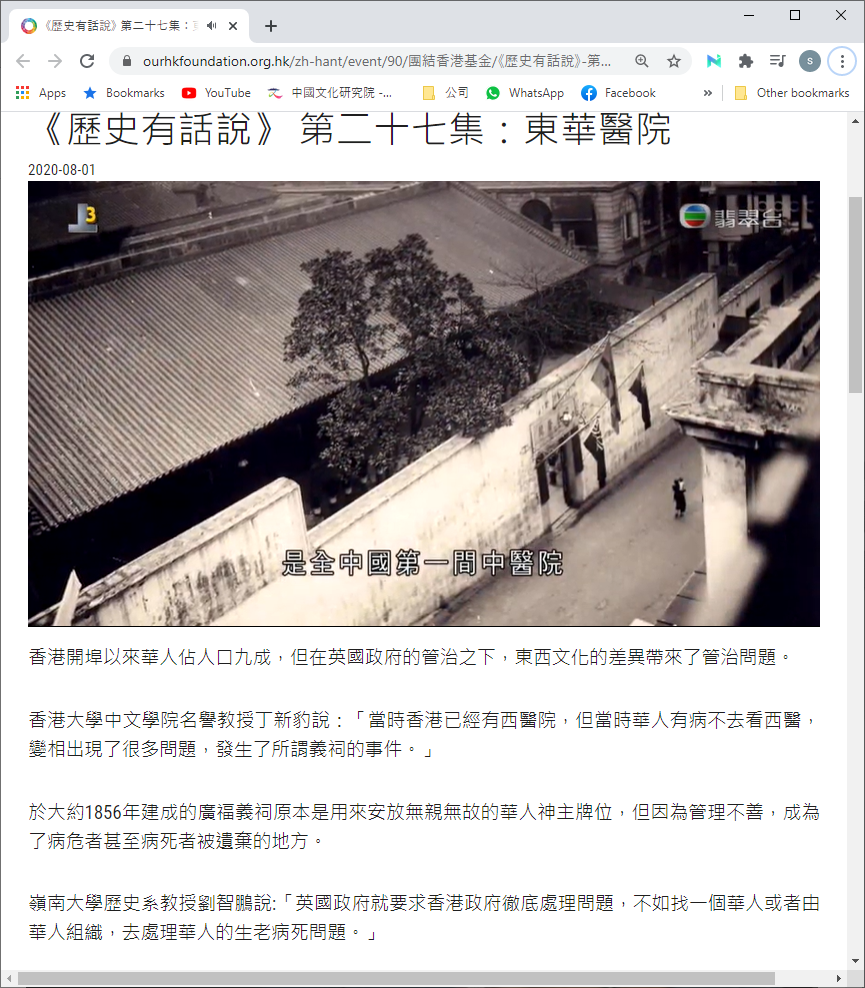 《歷史有話說》第二十七集：
Apps
Bookmarks
YouTube
中國文化研究院 -...
公司
WhatsApp
Facebook
»
Other bookmarks
ourhkfoundation.org.hk/zh-hant/event/90/團結香港基金/《歷史有話說》-第...
S
《歷史有話說》 第二十七集：東華醫院
2020-08-01
3
翡翠台
是全中國第一間中醫院
香港開埠以來華人佔人口九成，但在英國政府的管治之下，東西文化的差異帶來了管治問題。
香港大學中文學院名譽教授丁新豹說：「當時香港已經有西醫院，但當時華人有病不去看西醫，
變相出現了很多問題，發生了所謂義祠的事件。」
於大約1856年建成的廣福義祠原本是用來安放無親無故的華人神主牌位，但因為管理不善，成為
了病危者甚至病死者被遺棄的地方。
嶺南大學歷史系教授劉智鵬說:「英國政府就要求香港政府徹底處理問題，不如找一個華人或者由
華人組織，去處理華人的生老病死問題。」